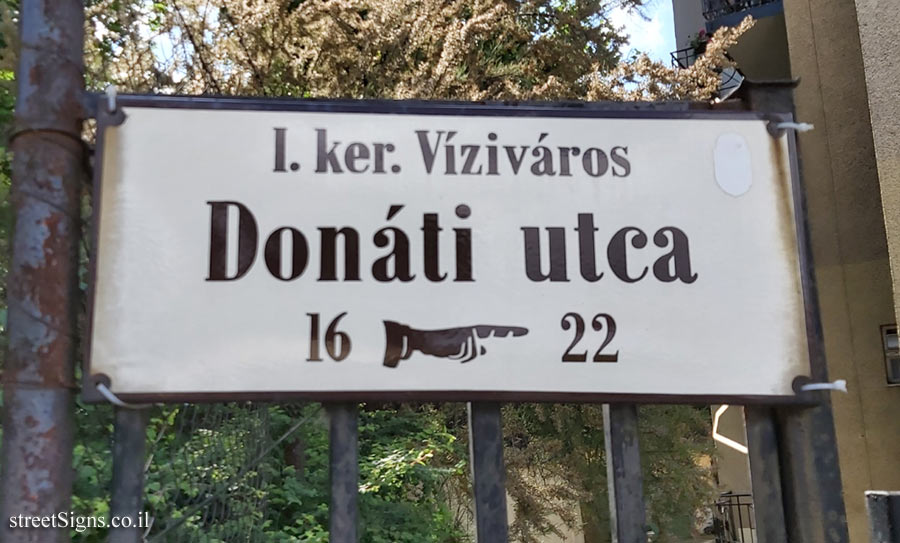 I. ker. Víziváros
Donáti utca
16 22
streetSigns.co.il